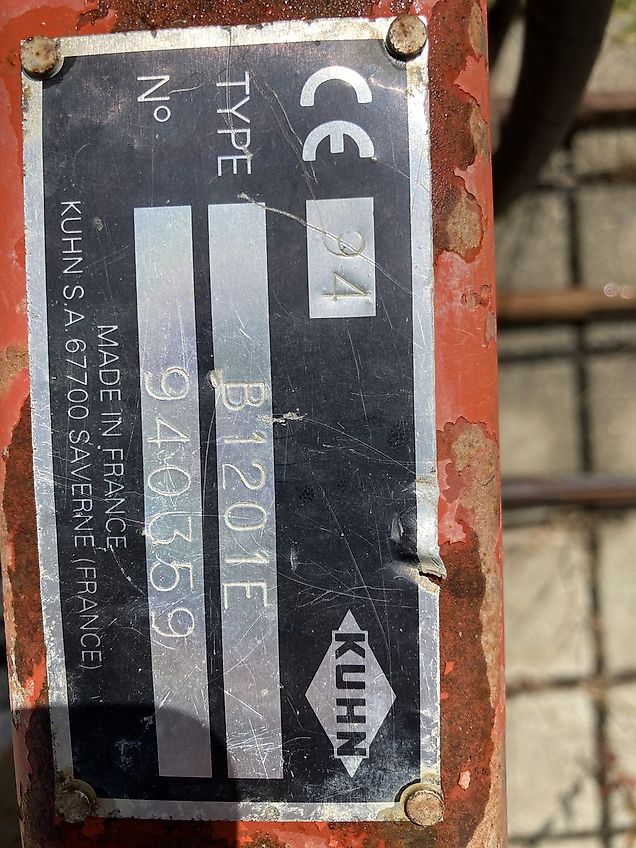 CE 94
KUHN
TYPE B1201E
N° 940359
MADE IN FRANCE
KUHN S.A. 67700 SAVERNE (FRANCE)